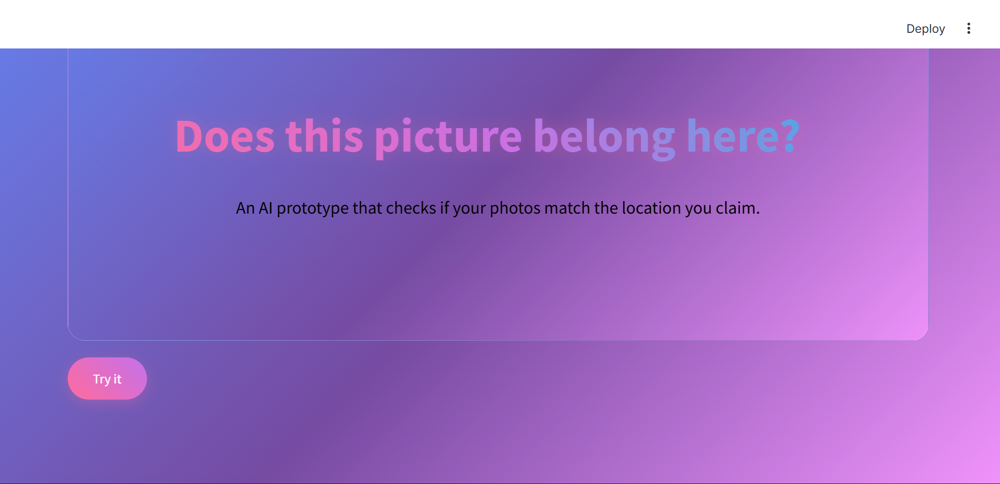 Deploy
Does this picture belong here?
An AI prototype that checks if your photos match the location you claim.
Try it